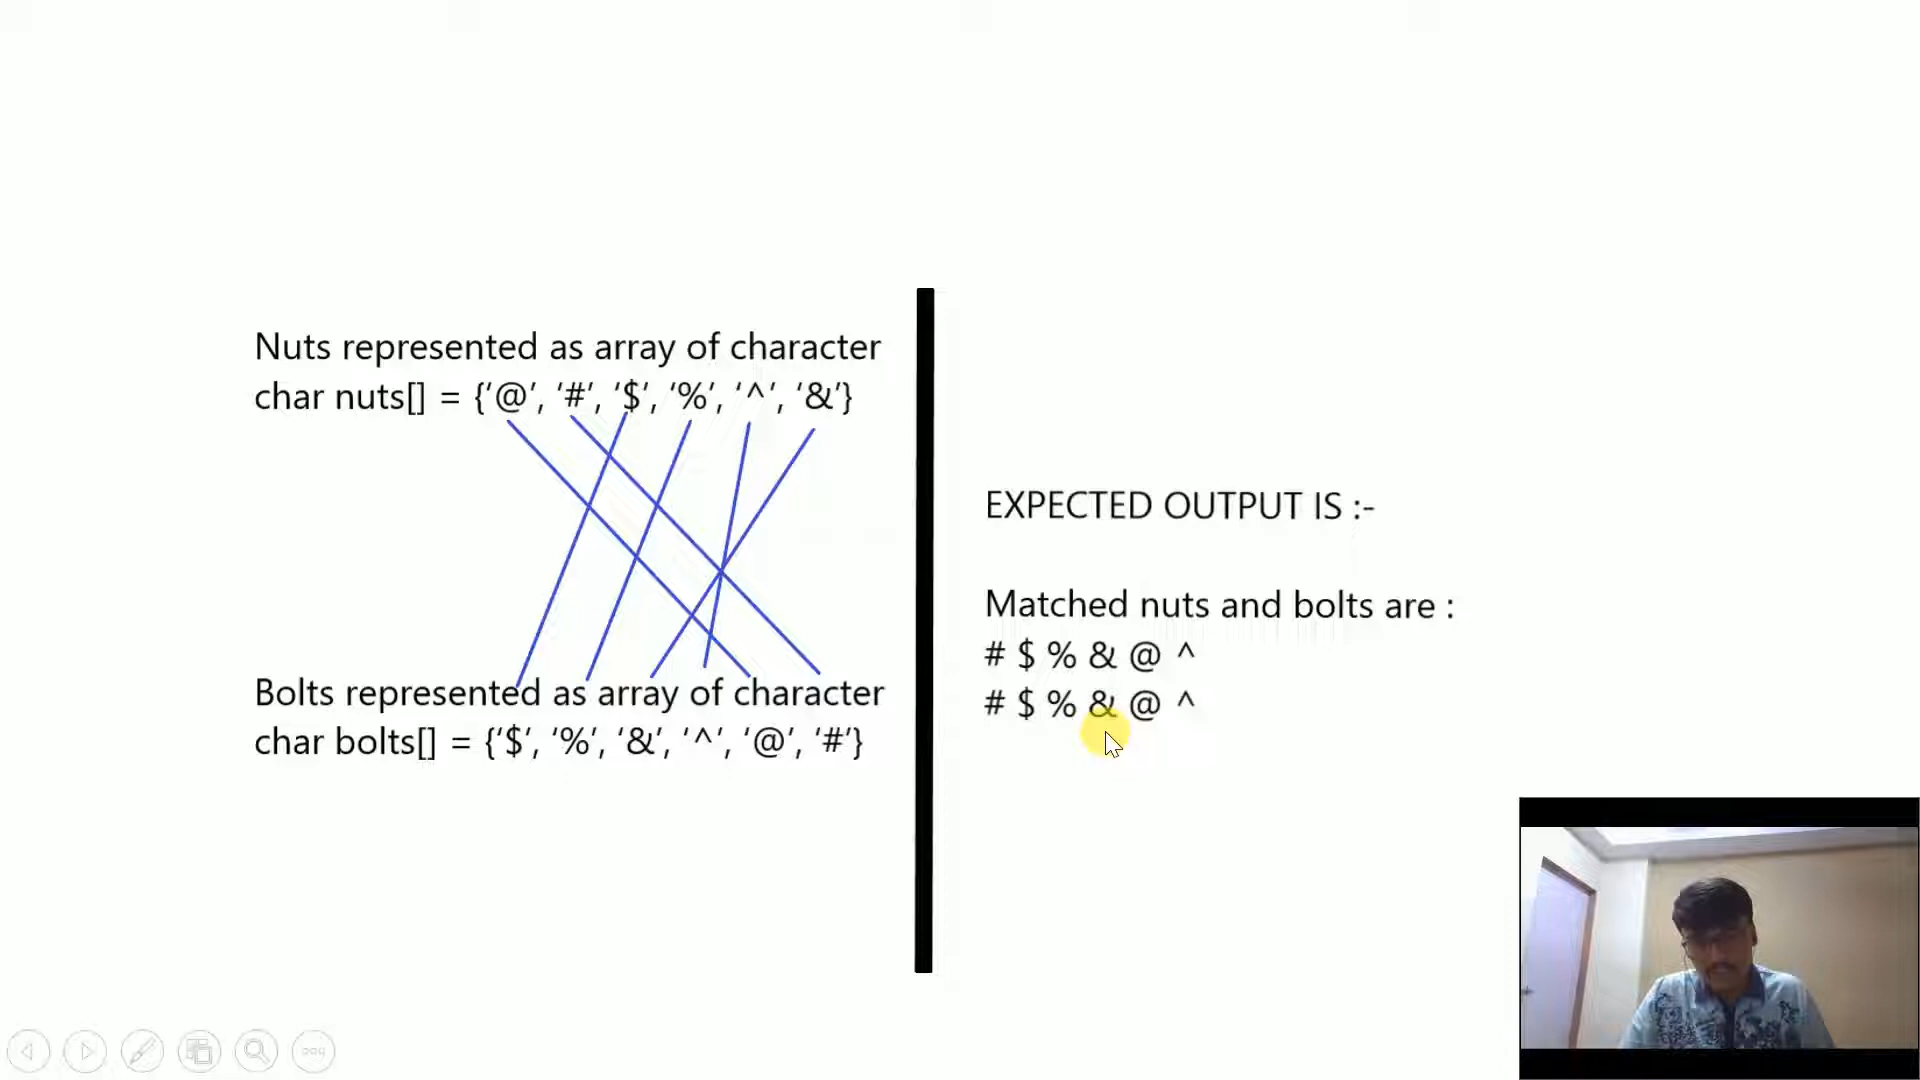 Nuts represented as array of character
char nuts[] = {‘@’, ‘#’, ‘$’, ‘%’, ‘^’, ‘&’}
Bolts represented as array of character
char bolts[] = {‘$’, ‘%’, ‘&’, ‘^’, ‘@’, ‘#’}
EXPECTED OUTPUT IS :-
Matched nuts and bolts are :
# $ % & @ ^
# $ % & @ ^